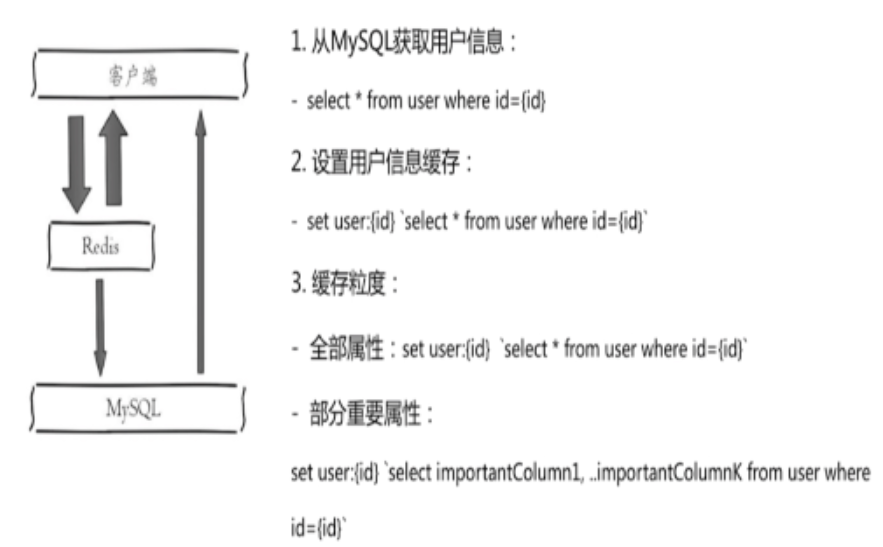 客户端
Redis
MySQL
1. 从MySQL获取用户信息：
- select * from user where id={id}
2. 设置用户信息缓存：
- set user:{id} `select * from user where id={id}`
3. 缓存粒度：
- 全部属性：set user:{id} `select * from user where id={id}`
- 部分重要属性：
set user:{id} `select importantColumn1, ..importantColumnK from user where
id={id}`